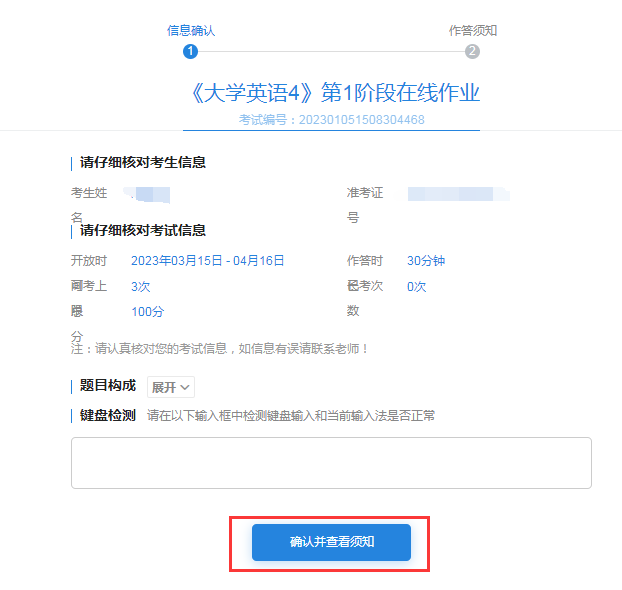 信息确认 作答须知
1 2
《大学英语4》第1阶段在线作业
考试编号：202301051508304468
请仔细核对考生信息
考生姓 准考证
名 号
请仔细核对考试信息
开放时 2023年03月15日 - 04月16日 作答时 30分钟
可考上 3次 已考次 0次
限 100分 数
分
注：请认真核对您的考试信息，如信息有误请联系老师！
题目构成 展开
键盘检测 请在以下输入框中检测键盘输入和当前输入法是否正常
确认并查看须知